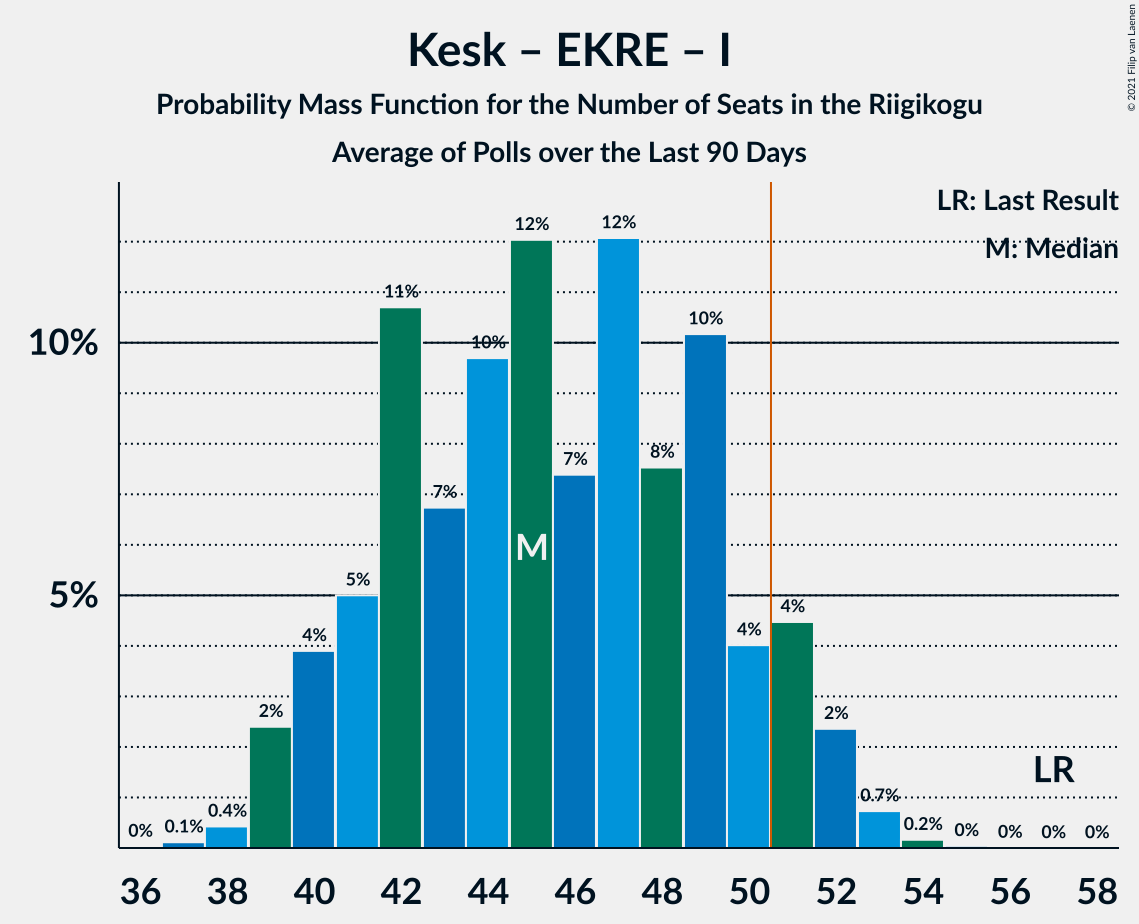 Kesk – EKRE – I
Probability Mass Function for the Number of Seats in the Riigikogu
Average of Polls over the Last 90 Days
© 2021 Filip van Laenen
LR: Last Result
M: Median
10%
5%
0%
0.1%
0.4%
2%
4%
5%
11%
7%
10%
12%
7%
12%
8%
10%
4%
4%
2%
0.7%
0.2%
0%
0%
0%
0%
M
LR
36 38 40 42 44 46 48 50 52 54 56 58